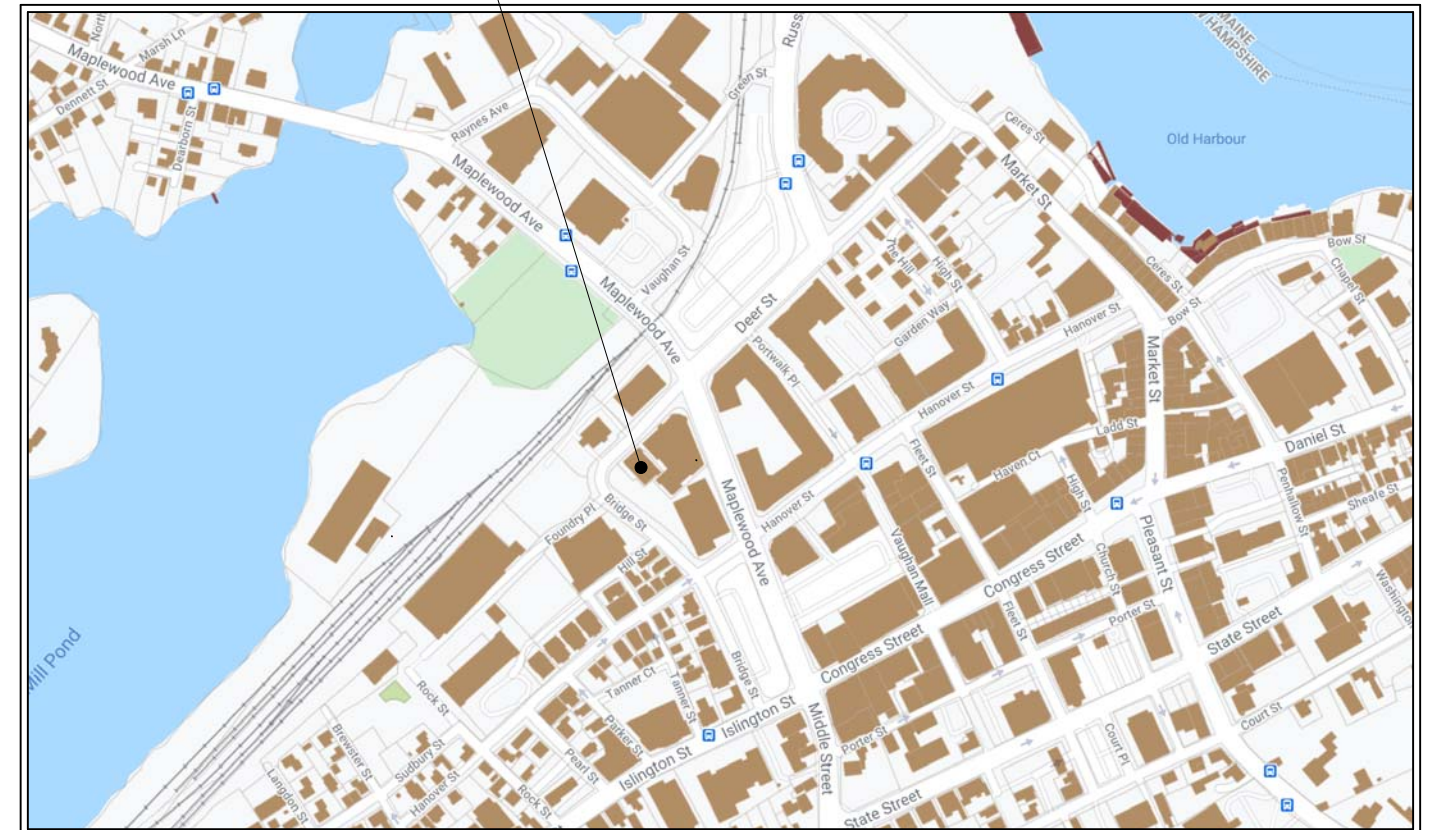 North
Marsh Ln
Maplewood Ave
Dennett St
Dearborn St
Raynes Ave
Maplewood Ave
Green St
Russ
MAINE
HAMPSHIRE
Old Harbour
Ceres St
Market St
Vaughan St
Maplewood Ave
Deer St
The Hill
High St
Garden Way
Hanover St
Ceres St
Bow St
Bow St
Chapel St
Portwalk Pl
Hanover St
Market St
Fleet St
Ladd St
Haven Ct
High St
Daniel St
Penhallow St
Sheafe St
Maplewood Ave
Hanover St
Bridge St
Foundry Pl
Hill St
Vaughan Mall
Congress Street
Church St
Pleasant St
Porter St
Fleet St
State Street
Washington
Mill Pond
Congress Street
Bridge St
Tanner Ct
Tanner St
Rock St
Parker St
Islington St
Islington St
Middle Street
Porter St
Court Pl
Court St
Brewster St
Sudbury St
Pearl St
Langdon St
Hanover St
Rock St
State Street